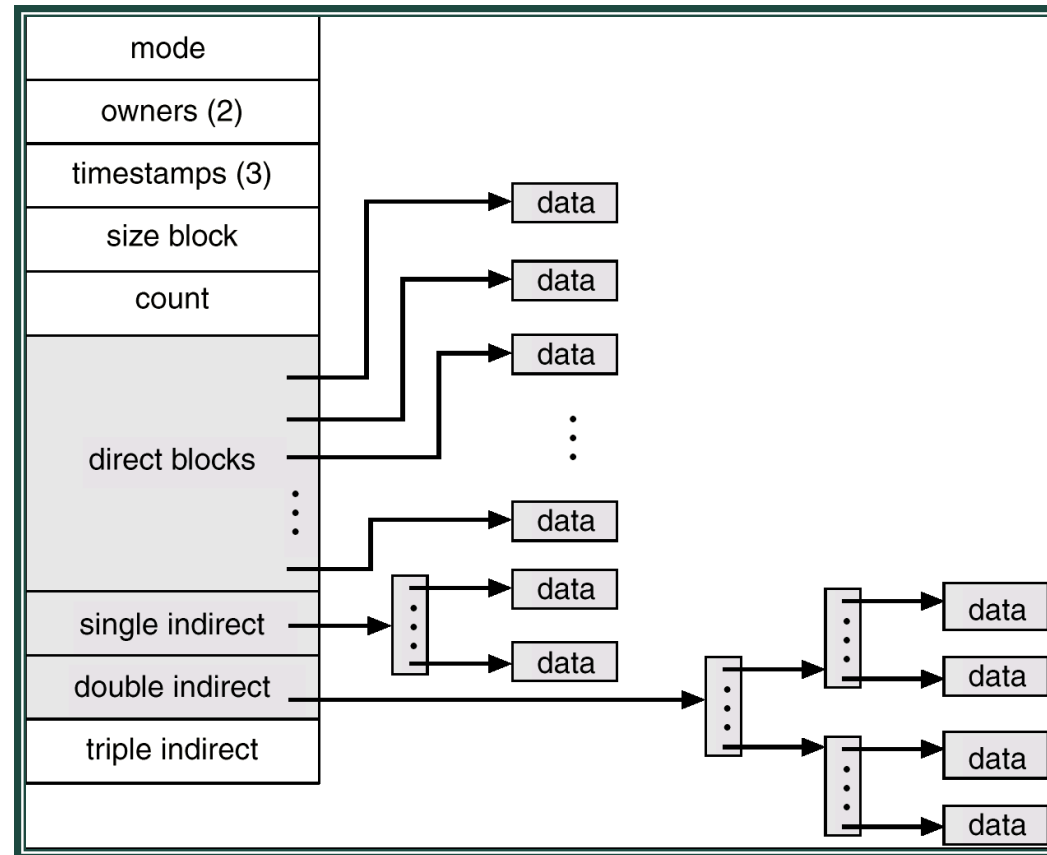 mode
owners (2)
timestamps (3)
size block
count
direct blocks
single indirect
double indirect
triple indirect
data
data
data
data
data
data
data
data
data
data